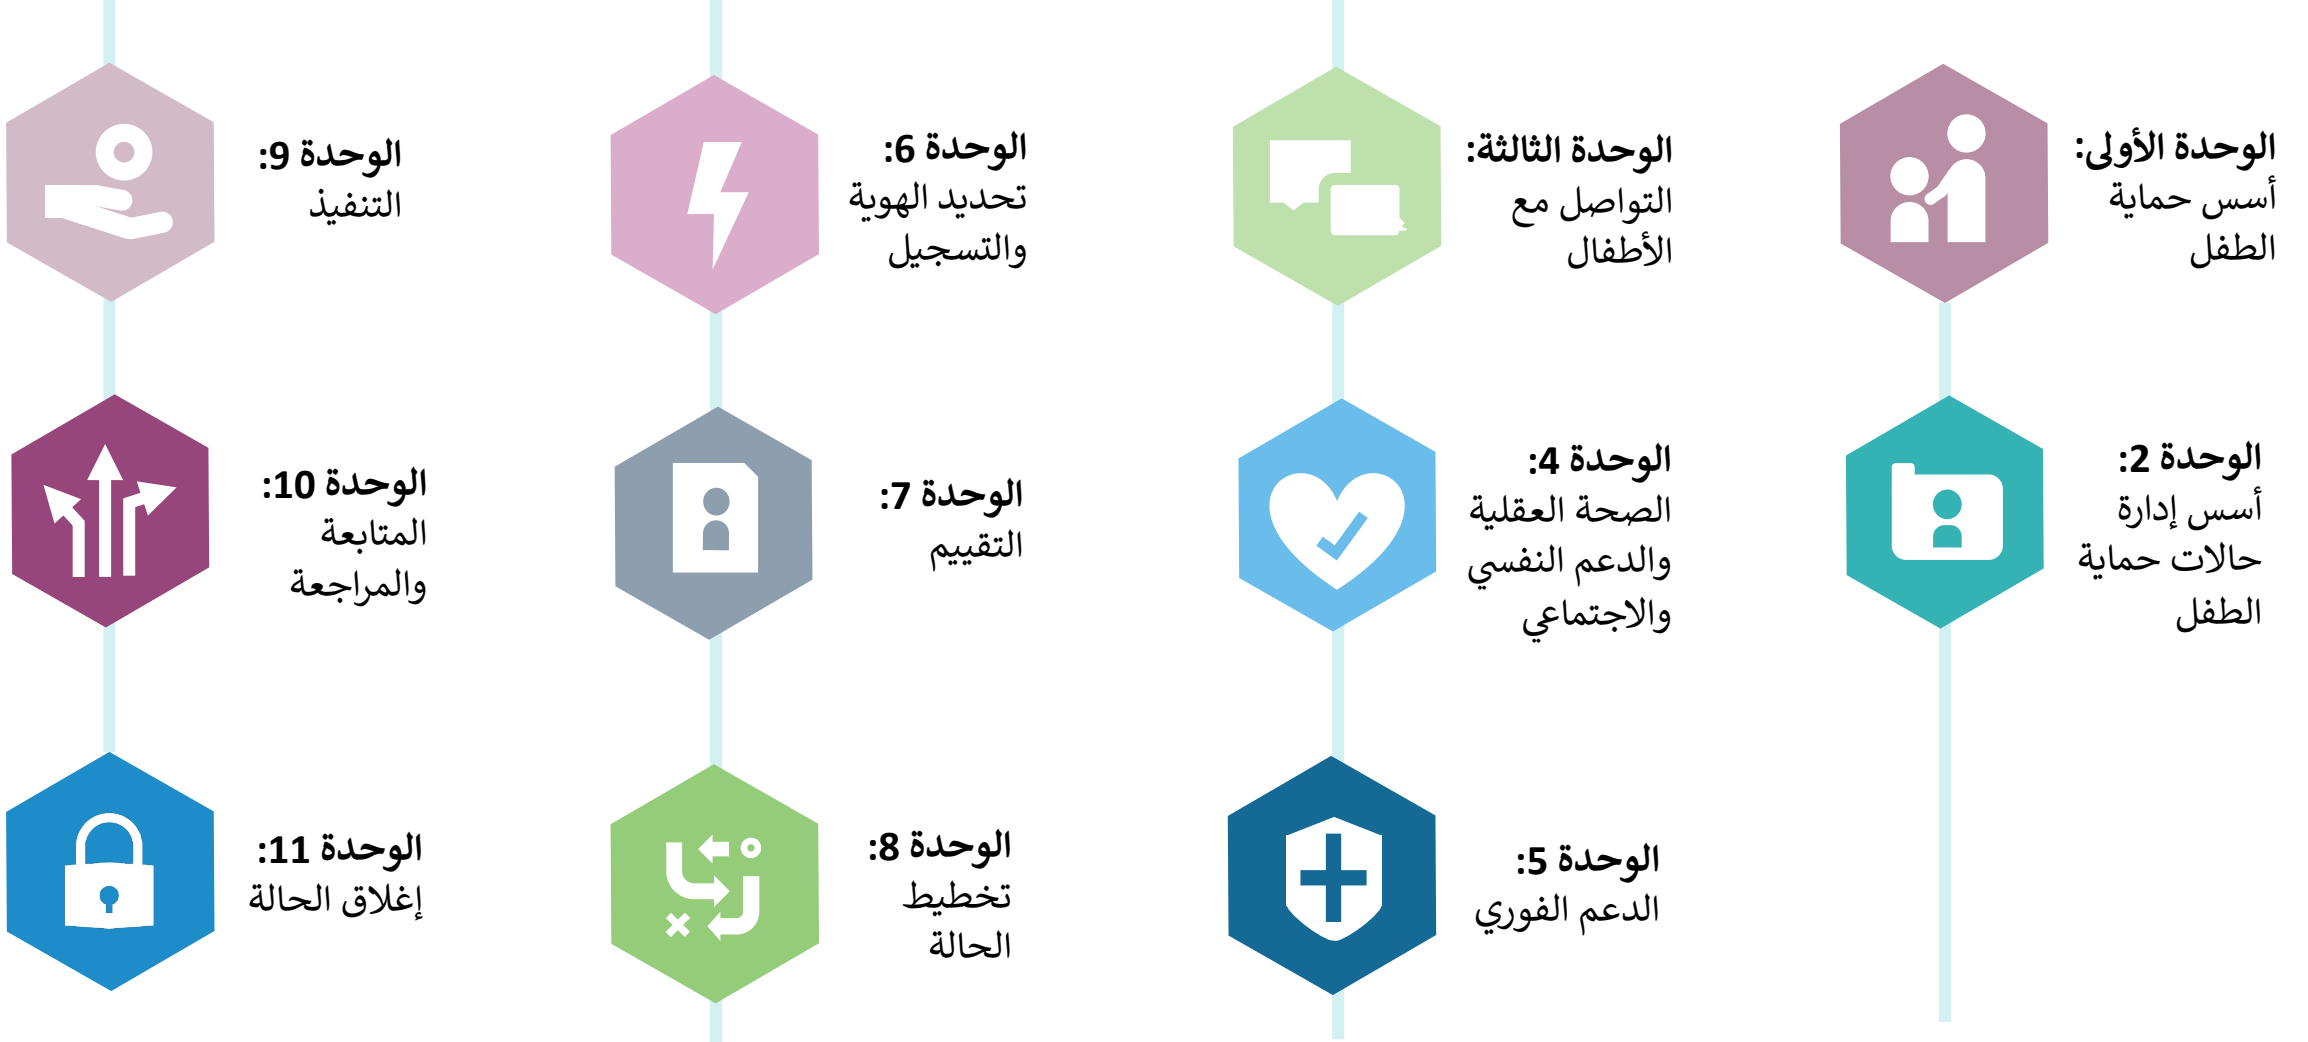 الوحدة الأولى:
أسس حماية
الطفل
الوحدة 2:
أسس إدارة
حالات حماية
الطفل
الوحدة الثالثة:
التواصل مع
الأطفال
الوحدة 4:
الصحة العقلية
والدعم النفسي
والاجتماعي
الوحدة 5:
الدعم الفوري
الوحدة 6:
تحديد الهوية
والتسجيل
الوحدة 7:
التقييم
الوحدة 8:
تخطيط
الحالة
الوحدة 9:
التنفيذ
الوحدة 10:
المتابعة
والمراجعة
الوحدة 11:
إغلاق الحالة